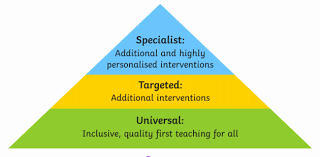 Specialist:
Additional and highly
personalised interventions
Targeted:
Additional interventions
Universal:
Inclusive, quality first teaching for all